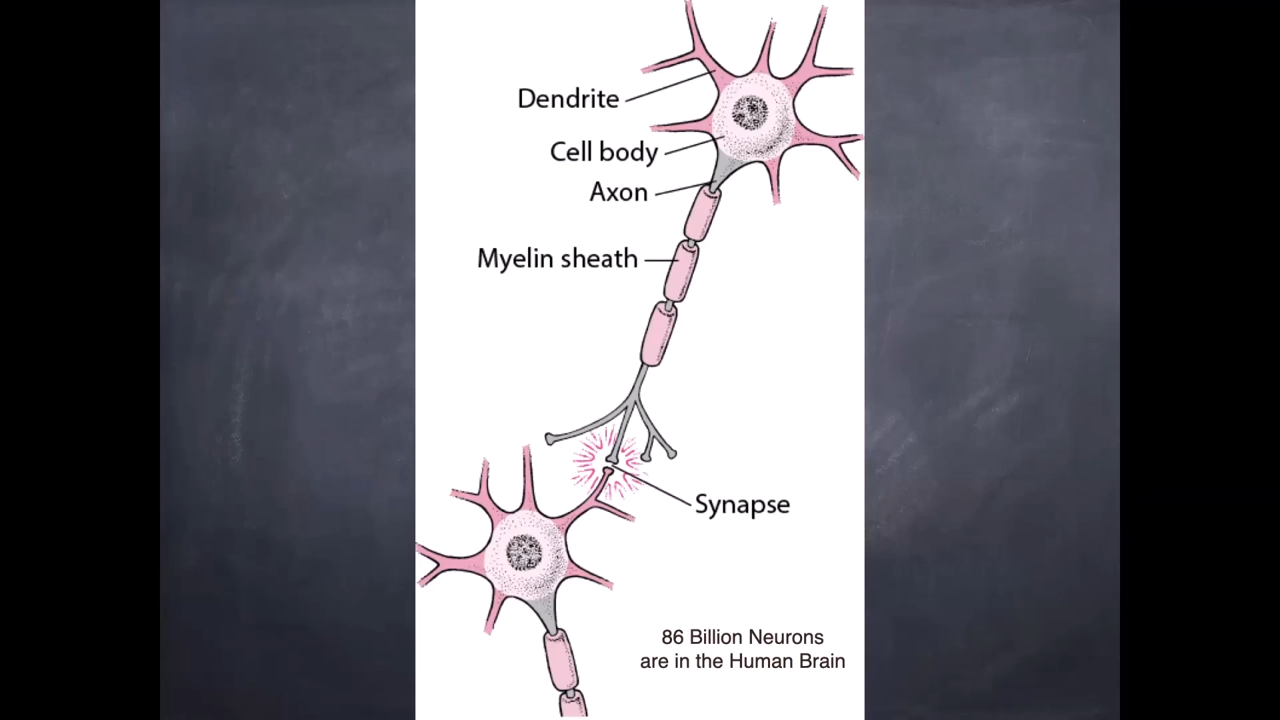 Dendrite
Cell body
Axon
Myelin sheath
Synapse
86 Billion Neurons
are in the Human Brain